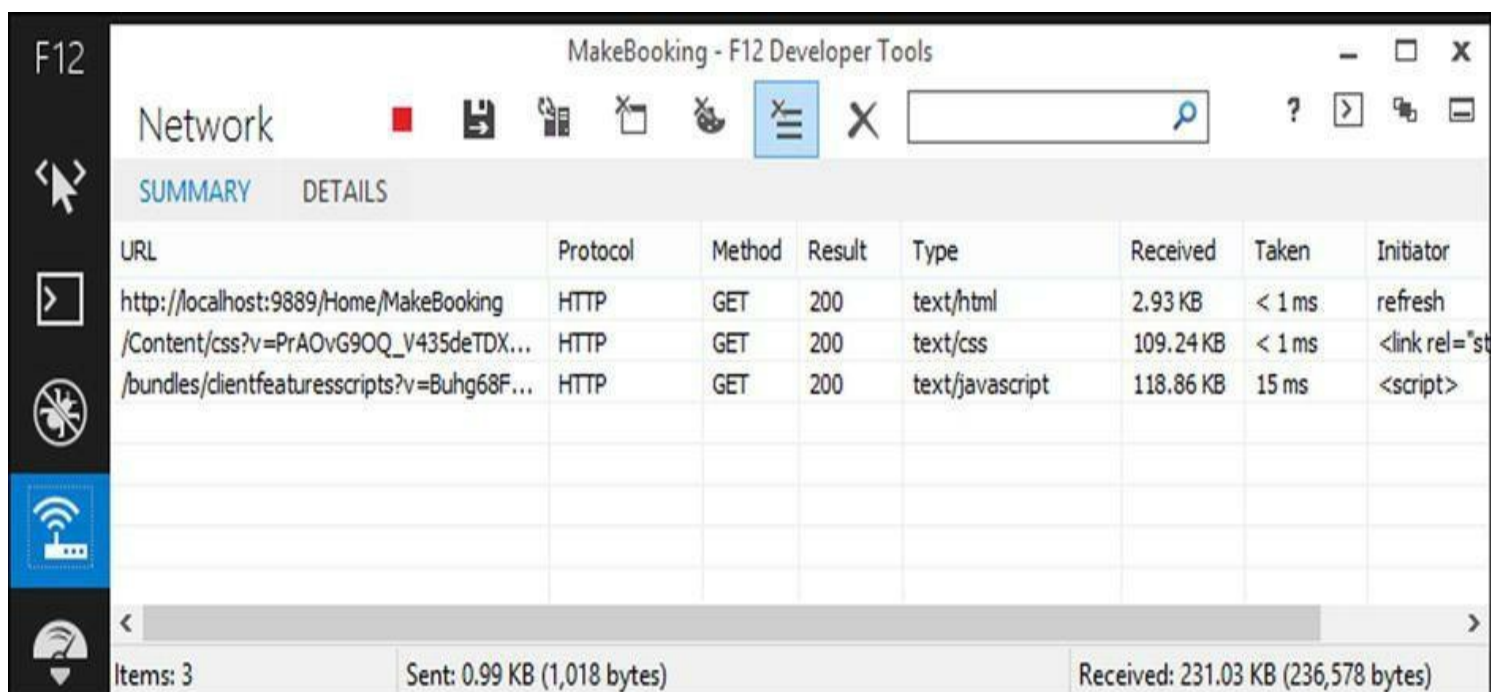 F12
MakeBooking - F12 Developer Tools
Network
?
SUMMARY DETAILS
URL Protocol Method Result Type Received Taken Initiator
http://localhost:9889/Home/MakeBooking HTTP GET 200 text/html 2.93 KB < 1 ms refresh
/Content/css?v=PrAOvG9OQ_V435deTDX... HTTP GET 200 text/css 109.24 KB < 1 ms <link rel="st
/bundles/clientfeaturesscripts?v=Buhg68F... HTTP GET 200 text/javascript 118.86 KB 15 ms <script>
Items: 3 Sent: 0.99 KB (1,018 bytes) Received: 231.03 KB (236,578 bytes)